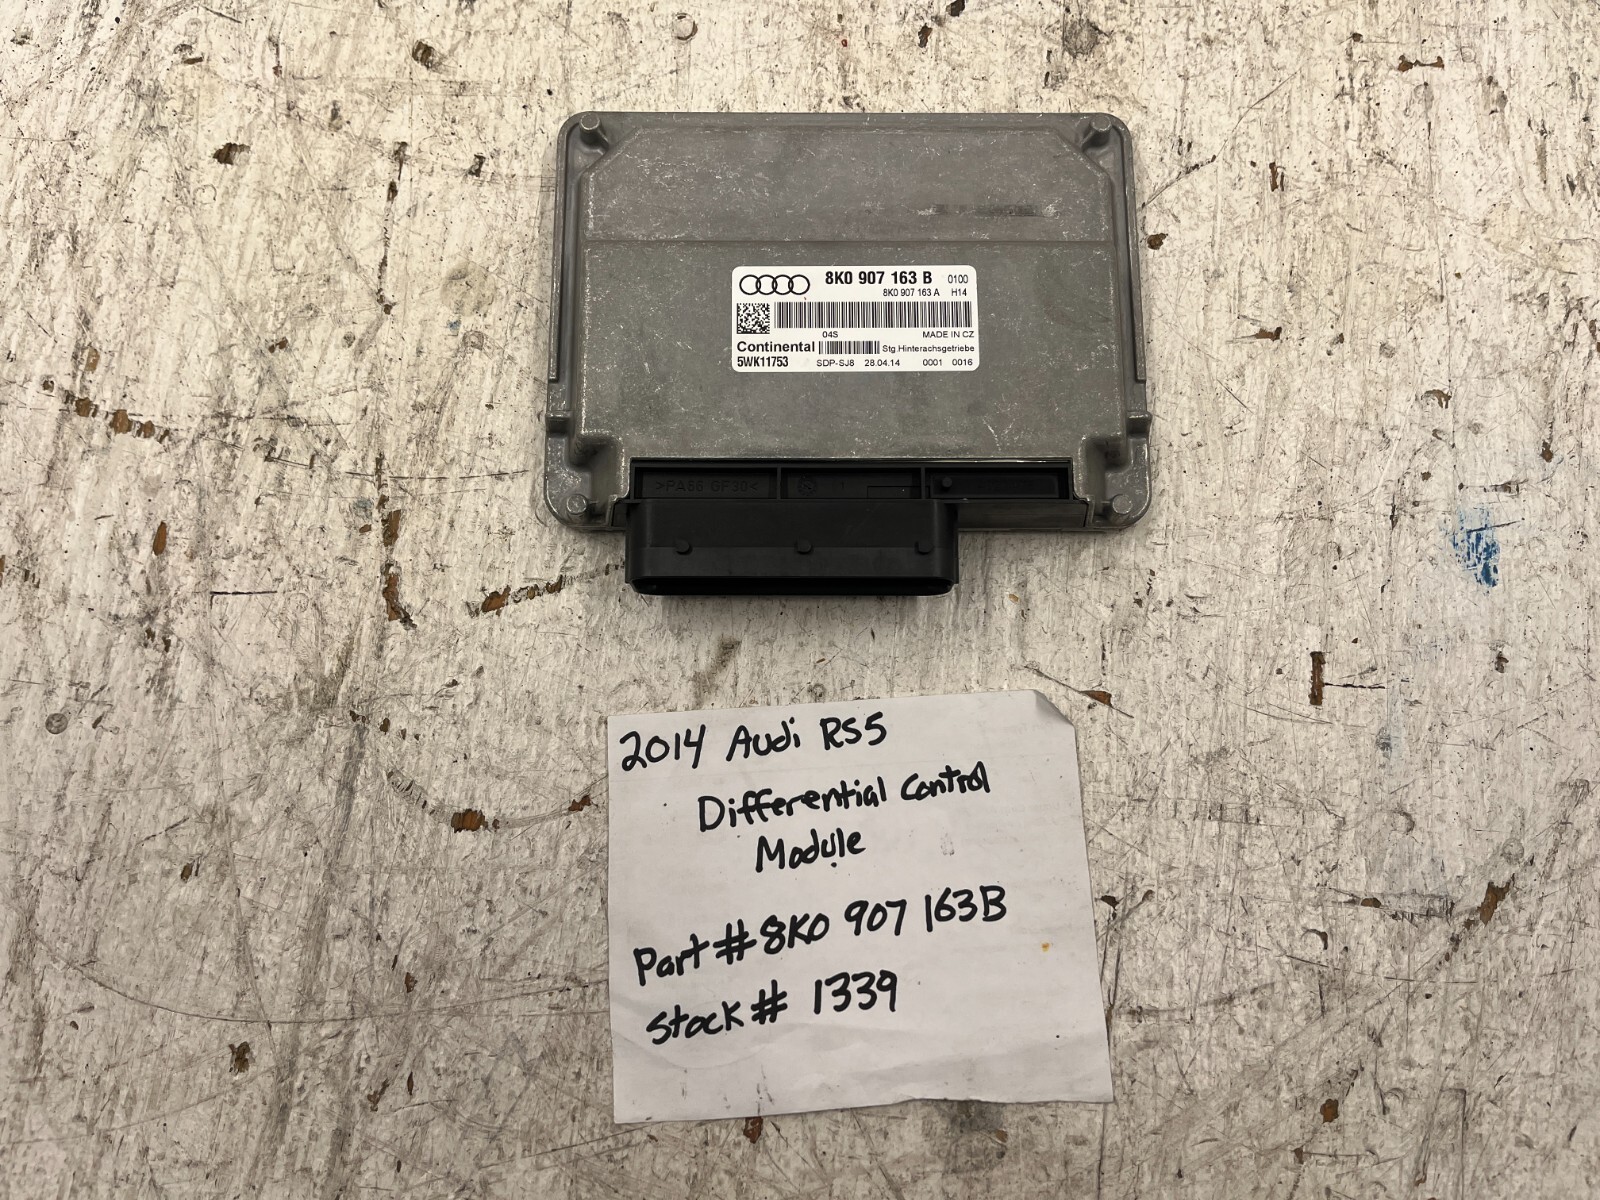 8K0 907 163 B 0100
8K0 907 163 A H14
04S MADE IN CZ
Continental Stg.Hinterachsgetriebe
5WK11753 SDP-SJ8 28.04.14 0001 0016
>PA66 GF30<
2014 Audi RS5
Differential Control
Module
Part# 8K0 907 163B
Stock# 1339